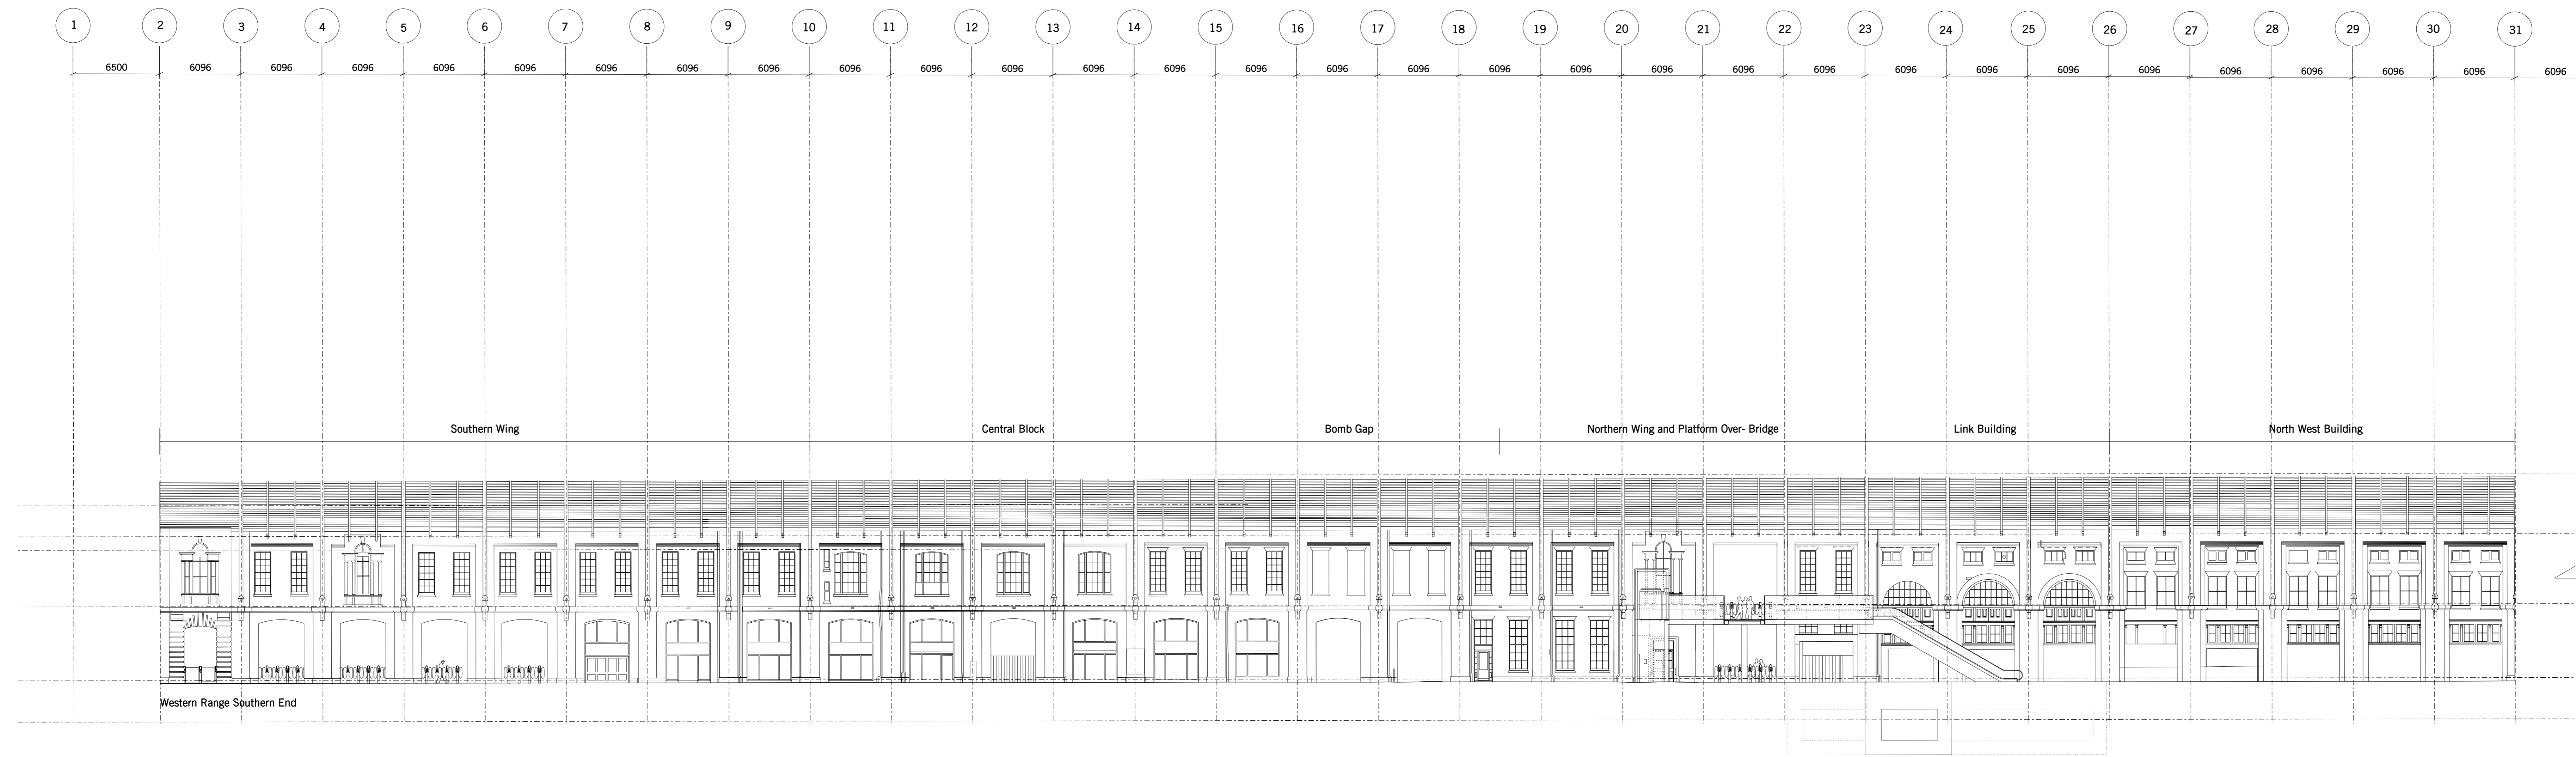 1 2 3 4 5 6 7 8 9 10 11 12 13 14 15 16 17 18 19 20 21 22 23 24 25 26 27 28 29 30 31
6500 6096 6096 6096 6096 6096 6096 6096 6096 6096 6096 6096 6096 6096 6096 6096 6096 6096 6096 6096 6096 6096 6096 6096 6096 6096 6096 6096 6096 6096 6096
Southern Wing Central Block Bomb Gap Northern Wing and Platform Over- Bridge Link Building North West Building
Western Range Southern End